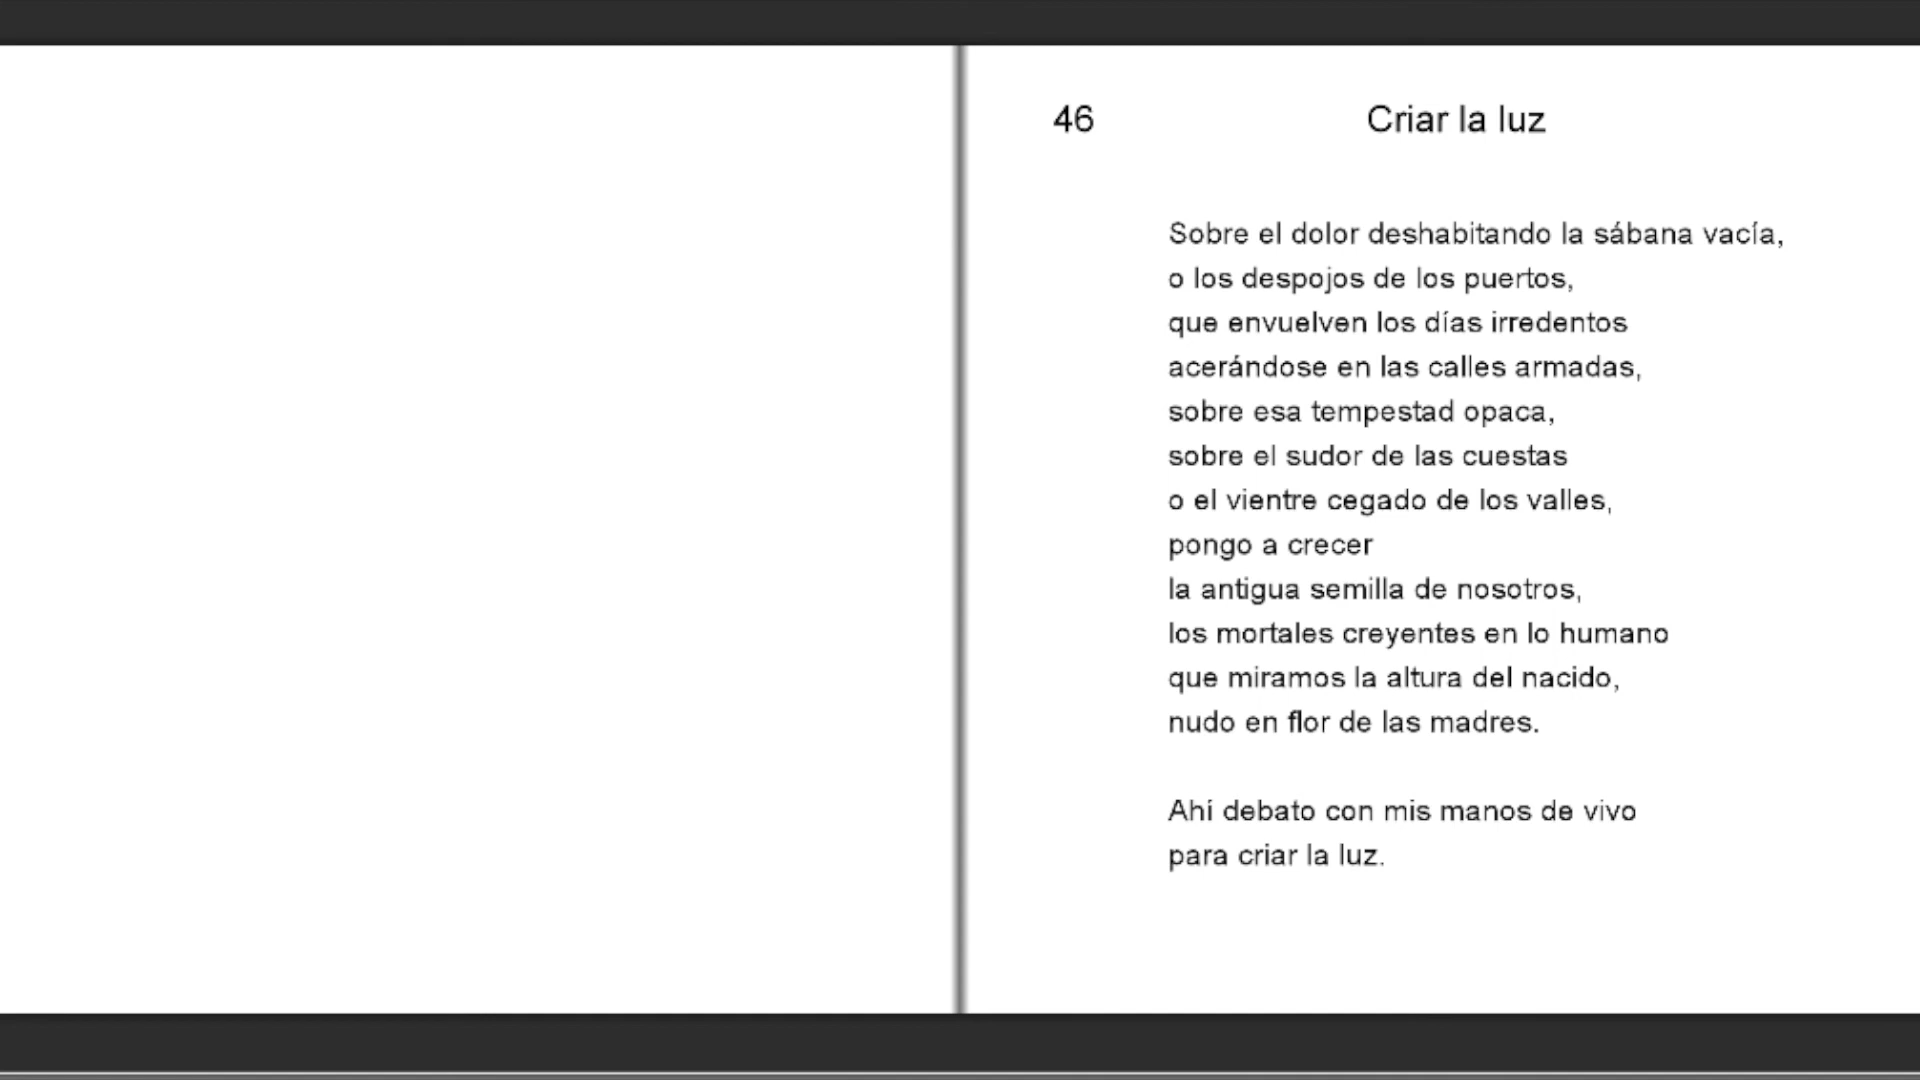 46 Criar la luz
Sobre el dolor deshabitando la sábana vacía,
o los despojos de los puertos,
que envuelven los días irredentos
acerándose en las calles armadas,
sobre esa tempestad opaca,
sobre el sudor de las cuestas
o el vientre cegado de los valles,
pongo a crecer
la antigua semilla de nosotros,
los mortales creyentes en lo humano
que miramos la altura del nacido,
nudo en flor de las madres.

Ahí debato con mis manos de vivo
para criar la luz.